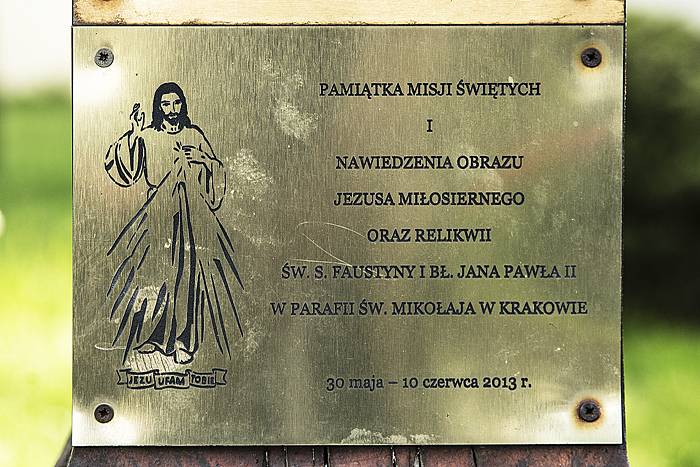 PAMIĄTKA MISJI ŚWIĘTYCH
I
NAWIEDZENIA OBRAZU
JEZUSA MIŁOSIERNEGO
ORAZ RELIKWII
ŚW. S. FAUSTYNY I BŁ. JANA PAWŁA II
W PARAFII ŚW. MIKOŁAJA W KRAKOWIE
30 maja – 10 czerwca 2013 r.
JEZU UFAM TOBIE